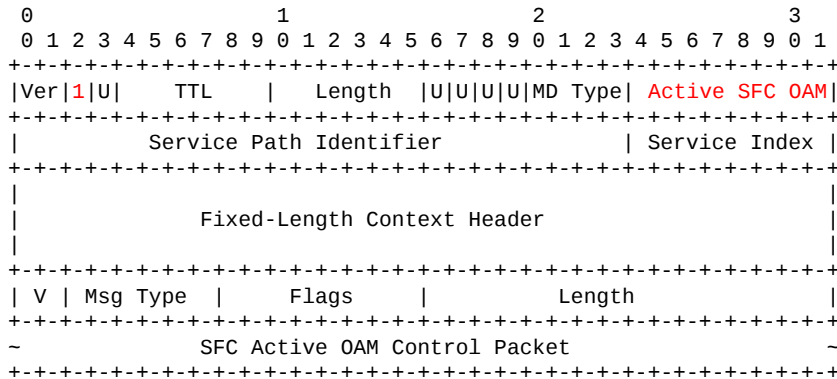 0                   1                   2                   3
 0 1 2 3 4 5 6 7 8 9 0 1 2 3 4 5 6 7 8 9 0 1 2 3 4 5 6 7 8 9 0 1
+-+-+-+-+-+-+-+-+-+-+-+-+-+-+-+-+-+-+-+-+-+-+-+-+-+-+-+-+-+-+-+-+
|Ver|1|U|    TTL    |   Length  |U|U|U|U|MD Type| Active SFC OAM|
+-+-+-+-+-+-+-+-+-+-+-+-+-+-+-+-+-+-+-+-+-+-+-+-+-+-+-+-+-+-+-+-+
|          Service Path Identifier              | Service Index |
+-+-+-+-+-+-+-+-+-+-+-+-+-+-+-+-+-+-+-+-+-+-+-+-+-+-+-+-+-+-+-+-+
|                                                               |
|              Fixed-Length Context Header                      |
|                                                               |
+-+-+-+-+-+-+-+-+-+-+-+-+-+-+-+-+-+-+-+-+-+-+-+-+-+-+-+-+-+-+-+-+
| V | Msg Type  |     Flags     |          Length               |
+-+-+-+-+-+-+-+-+-+-+-+-+-+-+-+-+-+-+-+-+-+-+-+-+-+-+-+-+-+-+-+-+
~              SFC Active OAM Control Packet                    ~
+-+-+-+-+-+-+-+-+-+-+-+-+-+-+-+-+-+-+-+-+-+-+-+-+-+-+-+-+-+-+-+-+